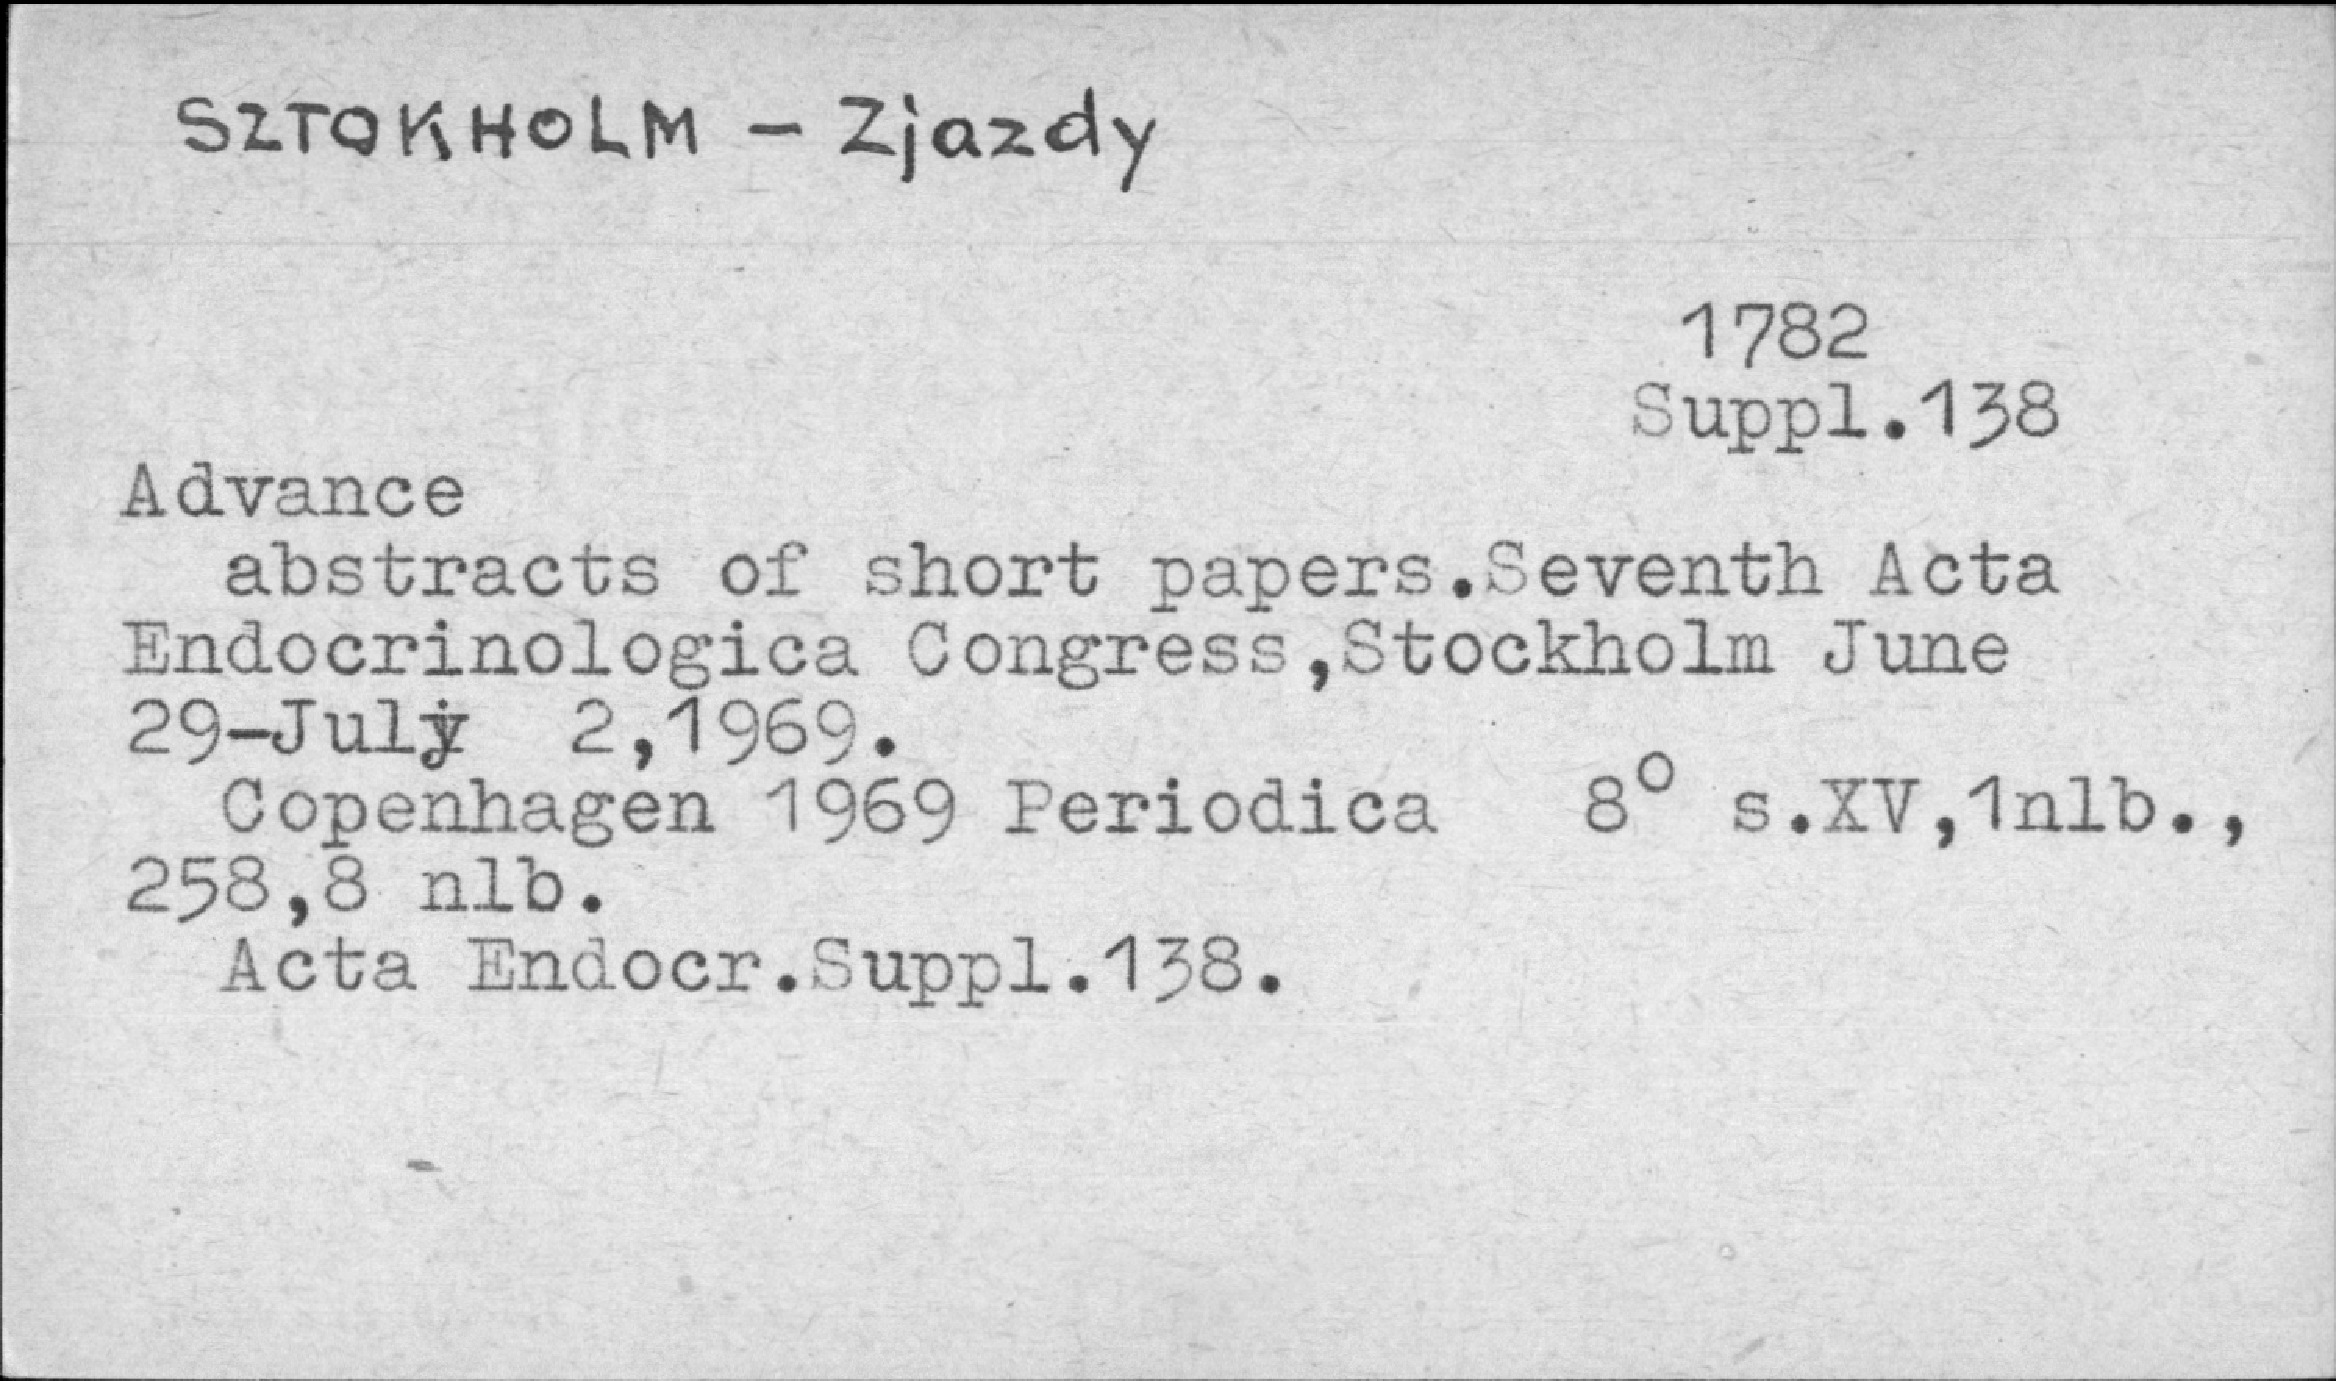 SZTOKHOLM - Zjazdy
1782
Suppl.138
Advance
abstracts of short papers.Seventh Acta
Endocrinologica Congress,Stockholm June
29-July 2,1969.
Copenhagen 1969 Periodica 8° s.XV,1nlb.,
258,8 nlb.
Acta Endocr.Suppl.138.